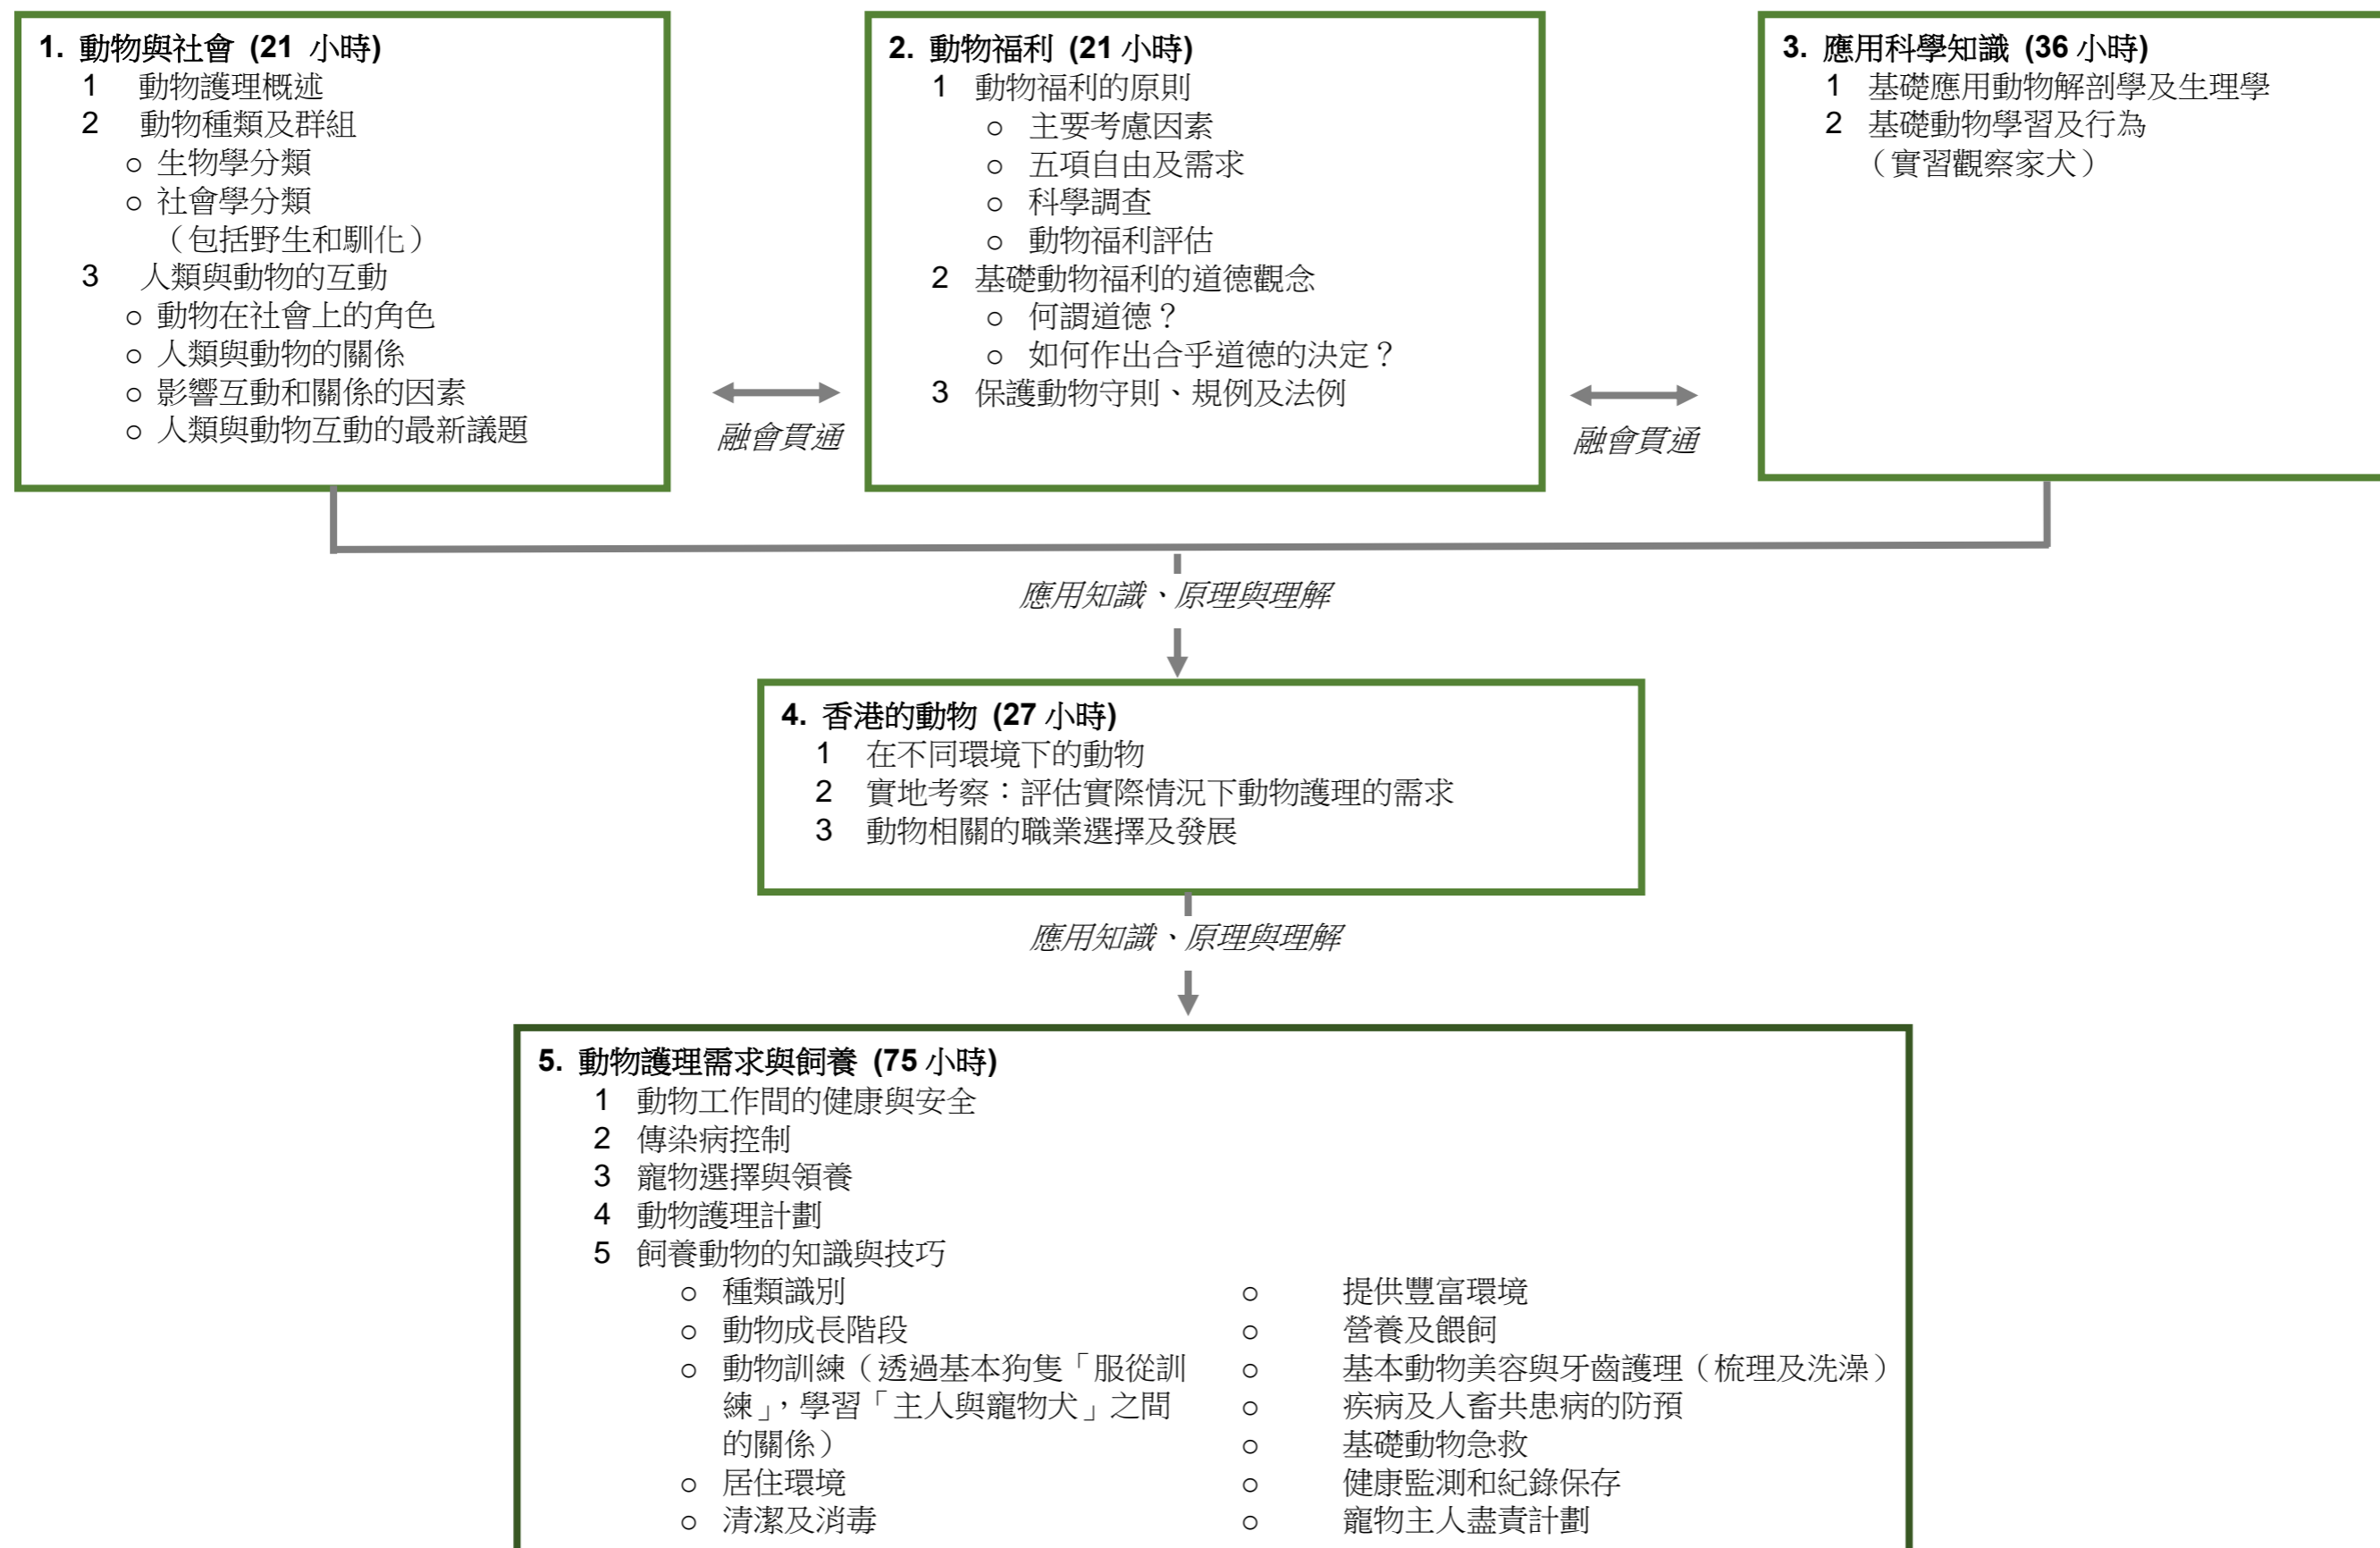 1. 動物與社會 (21 小時)
1 動物護理概述
2 動物種類及群組
○ 生物學分類
○ 社會學分類
（包括野生和馴化）
3 人類與動物的互動
○ 動物在社會上的角色
○ 人類與動物的關係
○ 影響互動和關係的因素
○ 人類與動物互動的最新議題
融會貫通
2. 動物福利 (21 小時)
1 動物福利的原則
○ 主要考慮因素
○ 五項自由及需求
○ 科學調查
○ 動物福利評估
2 基礎動物福利的道德觀念
○ 何謂道德？
○ 如何作出合乎道德的決定？
3 保護動物守則、規例及法例
融會貫通
3. 應用科學知識 (36 小時)
1 基礎應用動物解剖學及生理學
2 基礎動物學習及行為
（實習觀察家犬）
應用知識、原理與理解
4. 香港的動物 (27 小時)
1 在不同環境下的動物
2 實地考察：評估實際情況下動物護理的需求
3 動物相關的職業選擇及發展
應用知識、原理與理解
5. 動物護理需求與飼養 (75 小時)
1 動物工作間的健康與安全
2 傳染病控制
3 寵物選擇與領養
4 動物護理計劃
5 飼養動物的知識與技巧
○ 種類識別
○ 動物成長階段
○ 動物訓練（透過基本狗隻「服從訓
練」，學習「主人與寵物犬」之間
的關係）
○ 居住環境
○ 清潔及消毒
○ 提供豐富環境
○ 營養及餵飼
○ 基本動物美容與牙齒護理（梳理及洗澡）
○ 疾病及人畜共患病的防預
○ 基礎動物急救
○ 健康監測和紀錄保存
○ 寵物主人盡責計劃